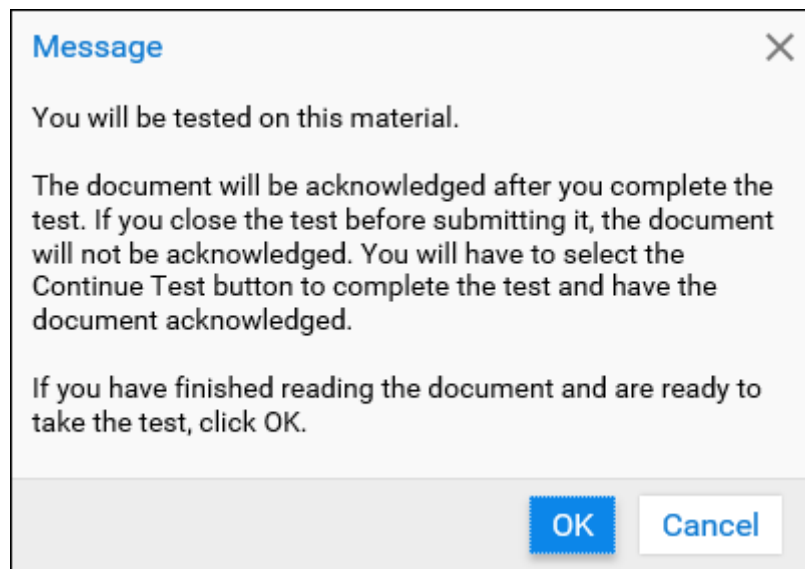 Message
You will be tested on this material.
The document will be acknowledged after you complete the
test. If you close the test before submitting it, the document
will not be acknowledged. You will have to select the
Continue Test button to complete the test and have the
document acknowledged.
If you have finished reading the document and are ready to
take the test, click OK.
OK
Cancel